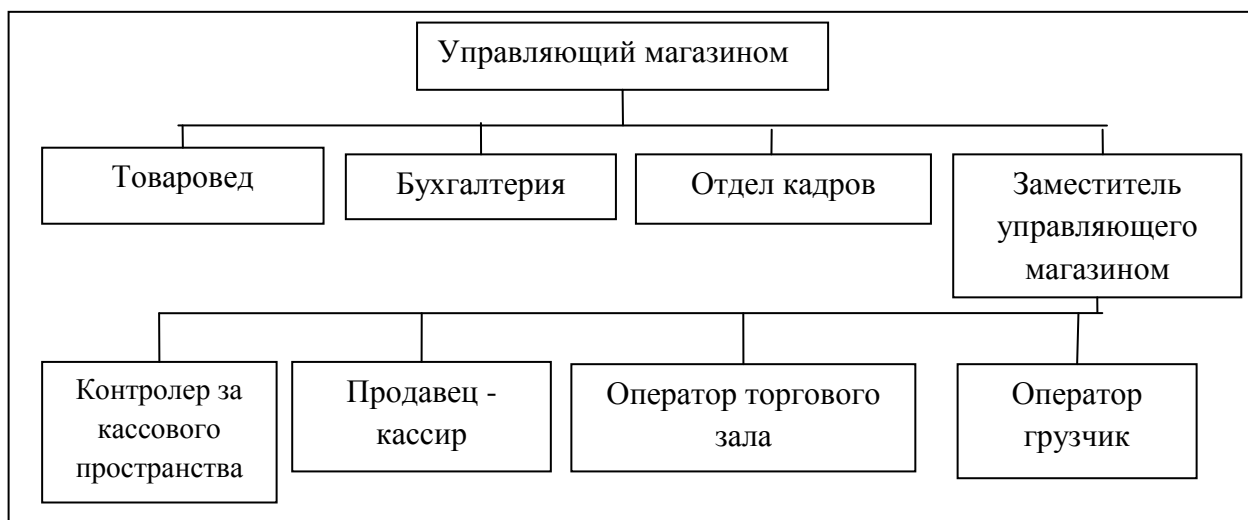 Управляющий магазином
Товаровед
Бухгалтерия
Отдел кадров
Заместитель
управляющего
магазином
Контролер за
кассового
пространства
Продавец -
кассир
Оператор торгового
зала
Оператор
грузчик